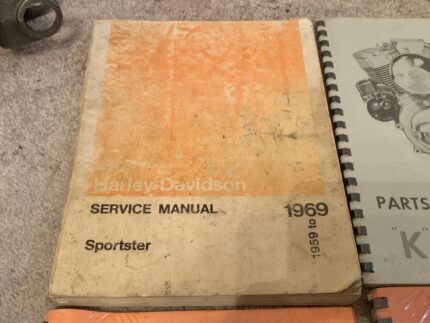 Harley-Davidson
SERVICE MANUAL
1969
to 1959
Sportster
PARTS
"K"